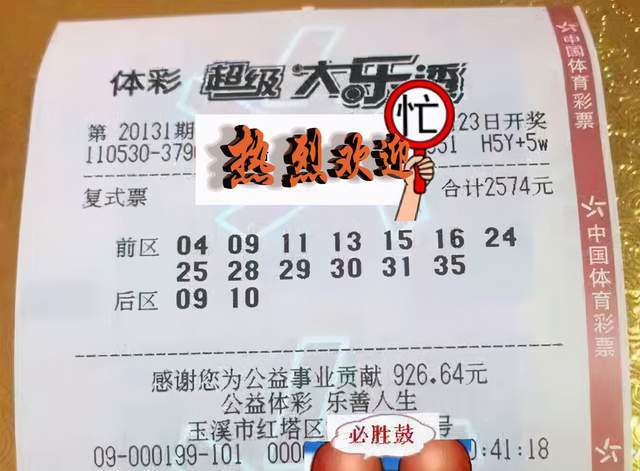 体彩 超级大乐透
忙
第 20131期 23日开奖
110530-379 51 H5Y+5w
热烈欢迎
复式票 合计2574元
前区 04 09 11 13 15 16 24
25 28 29 30 31 35
后区 09 10
感谢您为公益事业贡献 926.64元
公益体彩 乐善人生
玉溪市红塔区 号
必胜鼓
09-000199-101 000 0:41:18
中国体育彩票
中国体育彩票